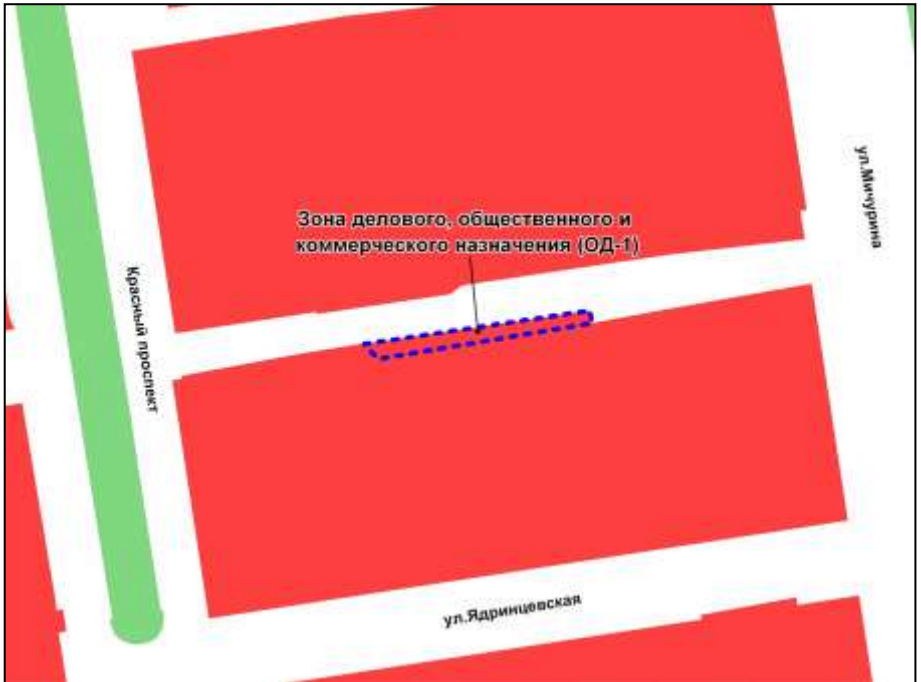 ул.Мичурина
Зона делового, общественного и
коммерческого назначения (ОД-1)
Красный проспект
ул.Ядринцевская